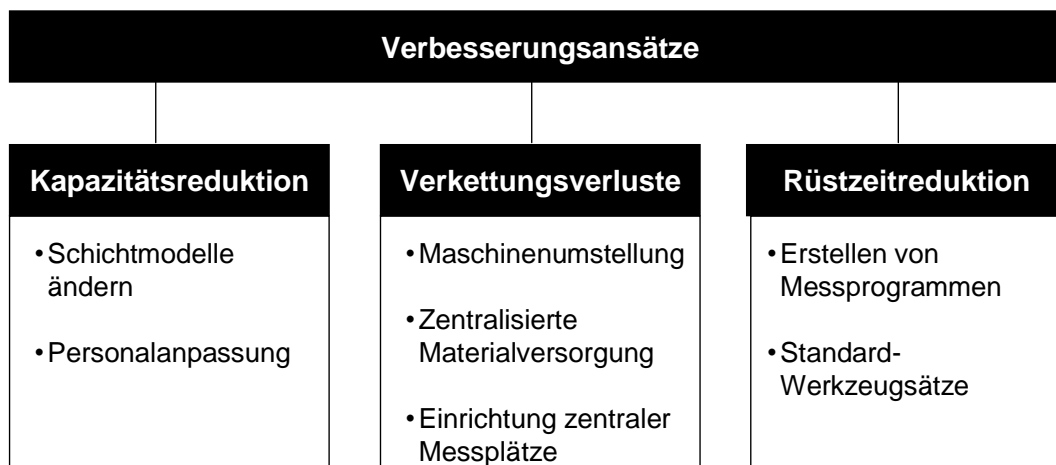 Verbesserungsansätze
Kapazitätsreduktion
• Schichtmodelle
ändern
• Personalanpassung
Verkettungsverluste
• Maschinenumstellung
• Zentralisierte
Materialversorgung
• Einrichtung zentraler
Messplätze
Rüstzeitreduktion
• Erstellen von
Messprogrammen
• Standard-
Werkzeugsätze